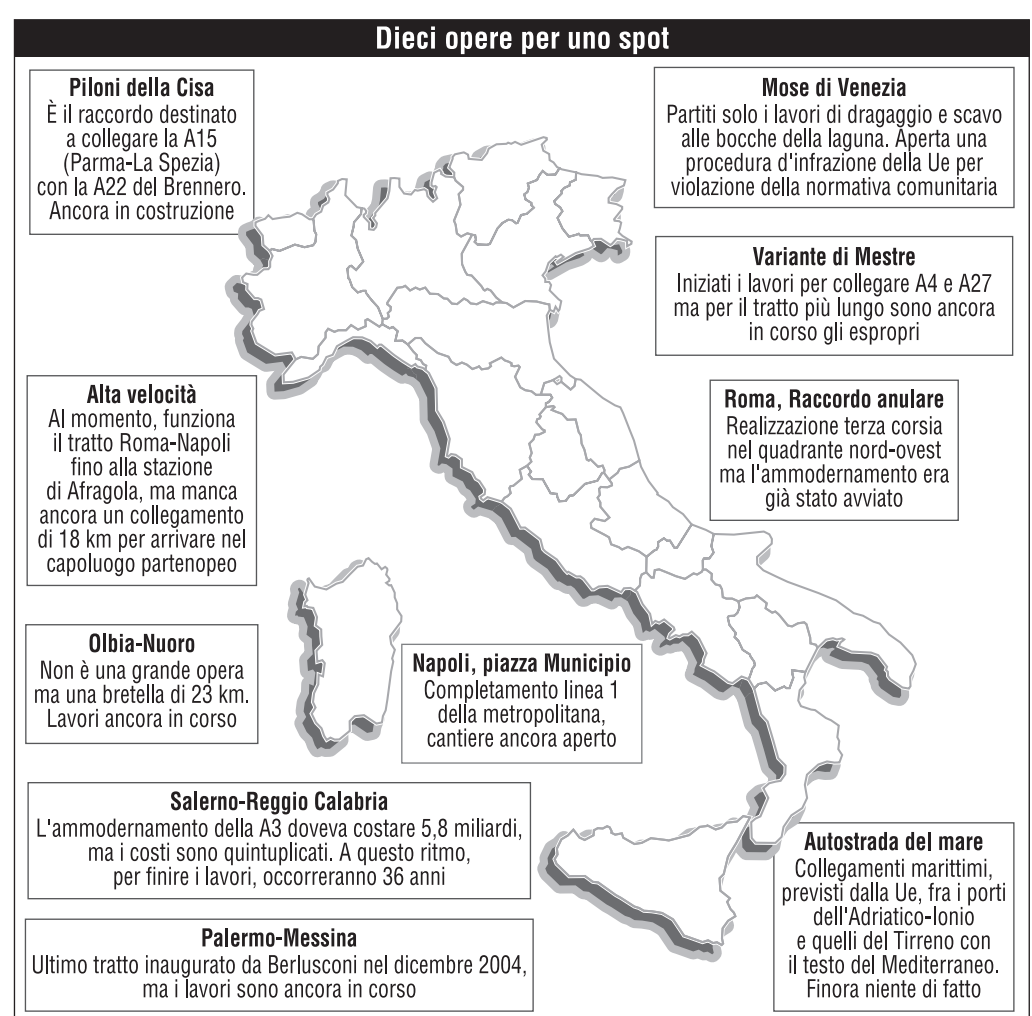 Dieci opere per uno spot
Piloni della Cisa
È il raccordo destinato
a collegare la A15
(Parma-La Spezia)
con la A22 del Brennero.
Ancora in costruzione
Mose di Venezia
Partiti solo i lavori di dragaggio e scavo
alle bocche della laguna. Aperta una
procedura d'infrazione della Ue per
violazione della normativa comunitaria
Variante di Mestre
Iniziati i lavori per collegare A4 e A27
ma per il tratto più lungo sono ancora
in corso gli espropri
Alta velocità
Al momento, funziona
il tratto Roma-Napoli
fino alla stazione
di Afragola, ma manca
ancora un collegamento
di 18 km per arrivare nel
capoluogo partenopeo
Roma, Raccordo anulare
Realizzazione terza corsia
nel quadrante nord-ovest
ma l'ammodernamento era
già stato avviato
Olbia-Nuoro
Non è una grande opera
ma una bretella di 23 km.
Lavori ancora in corso
Napoli, piazza Municipio
Completamento linea 1
della metropolitana,
cantiere ancora aperto
Salerno-Reggio Calabria
L'ammodernamento della A3 doveva costare 5,8 miliardi,
ma i costi sono quintuplicati. A questo ritmo,
per finire i lavori, occorreranno 36 anni
Autostrada del mare
Collegamenti marittimi,
previsti dalla Ue, fra i porti
dell'Adriatico-Ionio
e quelli del Tirreno con
il testo del Mediterraneo.
Finora niente di fatto
Palermo-Messina
Ultimo tratto inaugurato da Berlusconi nel dicembre 2004,
ma i lavori sono ancora in corso